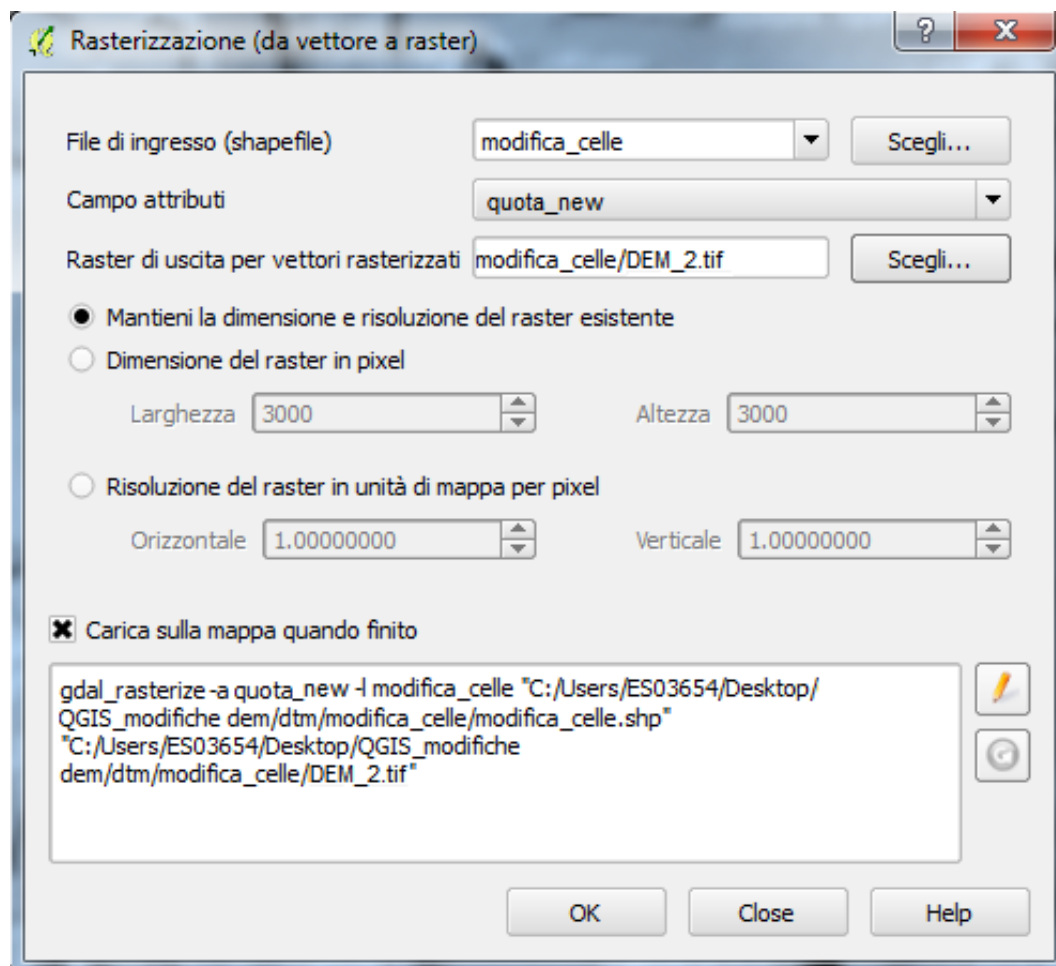 Rasterizzazione (da vettore a raster)
File di ingresso (shapefile) modifica_celle Scegli...
Campo attributi quota_new
Raster di uscita per vettori rasterizzati modifica_celle/DEM_2.tif Scegli...
Mantieni la dimensione e risoluzione del raster esistente
Dimensione del raster in pixel
Larghezza 3000 Altezza 3000
Risoluzione del raster in unità di mappa per pixel
Orizzontale 1.00000000 Verticale 1.00000000
Carica sulla mappa quando finito
gdal_rasterize -a quota_new -l modifica_celle "C:/Users/ES03654/Desktop/
QGIS_modifiche dem/dtm/modifica_celle/modifica_celle.shp"
"C:/Users/ES03654/Desktop/QGIS_modifiche
dem/dtm/modifica_celle/DEM_2.tif"
OK Close Help